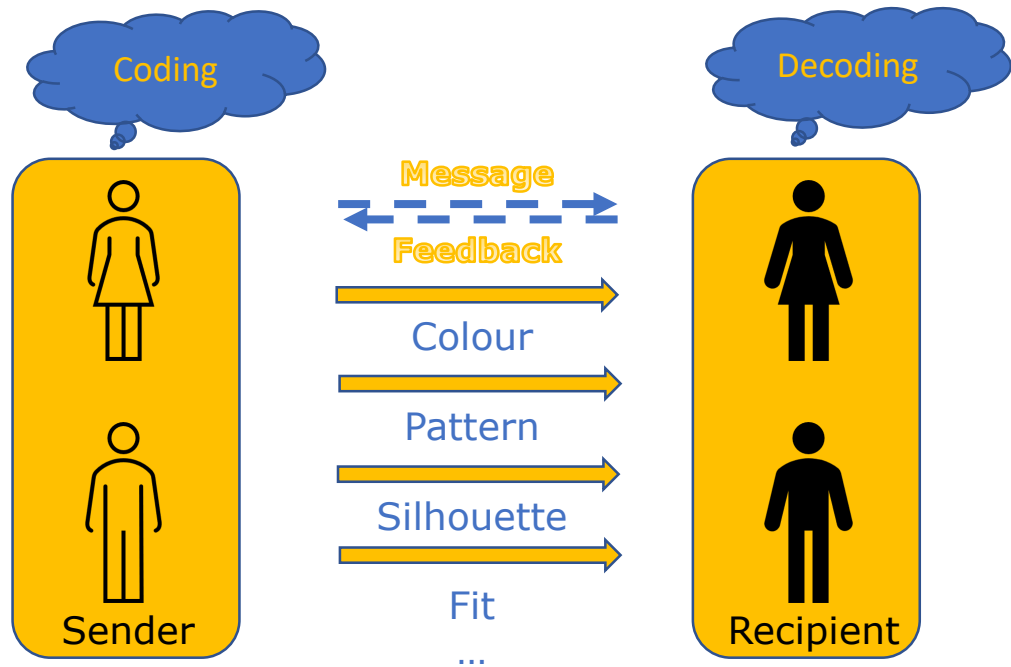 Coding
Decoding
Message
Feedback
Colour
Pattern
Silhouette
Fit
...
Sender
Recipient